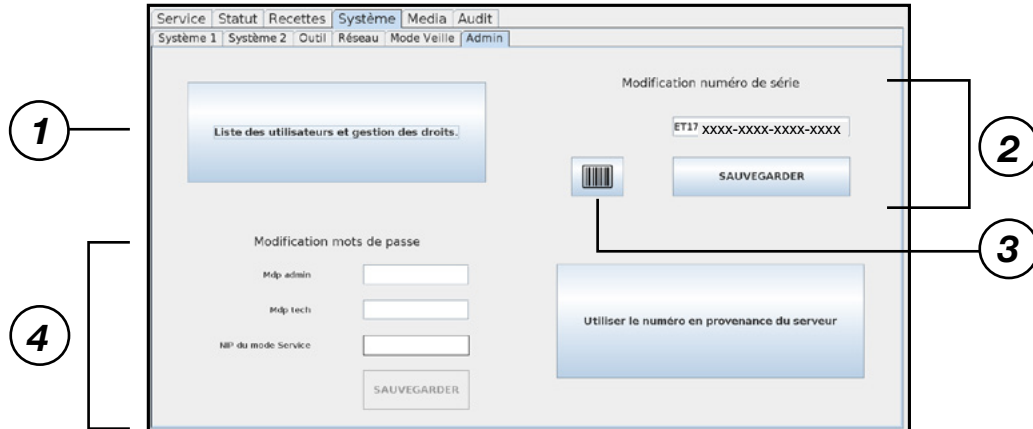 Service Statut Recettes Système Media Audit
Système 1 Système 2 Outil Réseau Mode Veille Admin
1
Liste des utilisateurs et gestion des droits.
Modification numéro de série
ET17 XXXX-XXXX-XXXX-XXXX
SAUVEGARDER
2
3
4
Modification mots de passe
Mdp admin
Mdp tech
NIP du mode Service
SAUVEGARDER
Utiliser le numéro en provenance du serveur